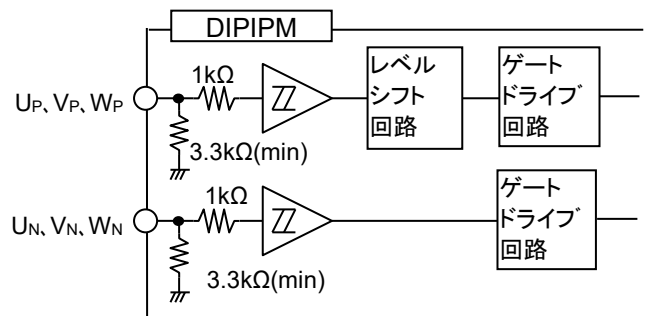 DIPIPM
1kΩ
レベル
シフト
回路
ゲート
ドライブ
回路
UP、VP、WP
3.3kΩ(min)
1kΩ
ゲート
ドライブ
回路
UN、VN、WN
3.3kΩ(min)